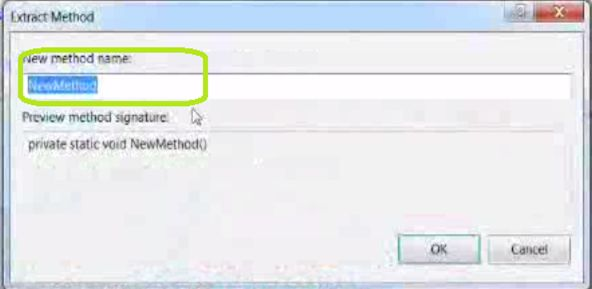 Extract Method
New method name:
NewMethod
Preview method signature:
private static void NewMethod()
OK
Cancel